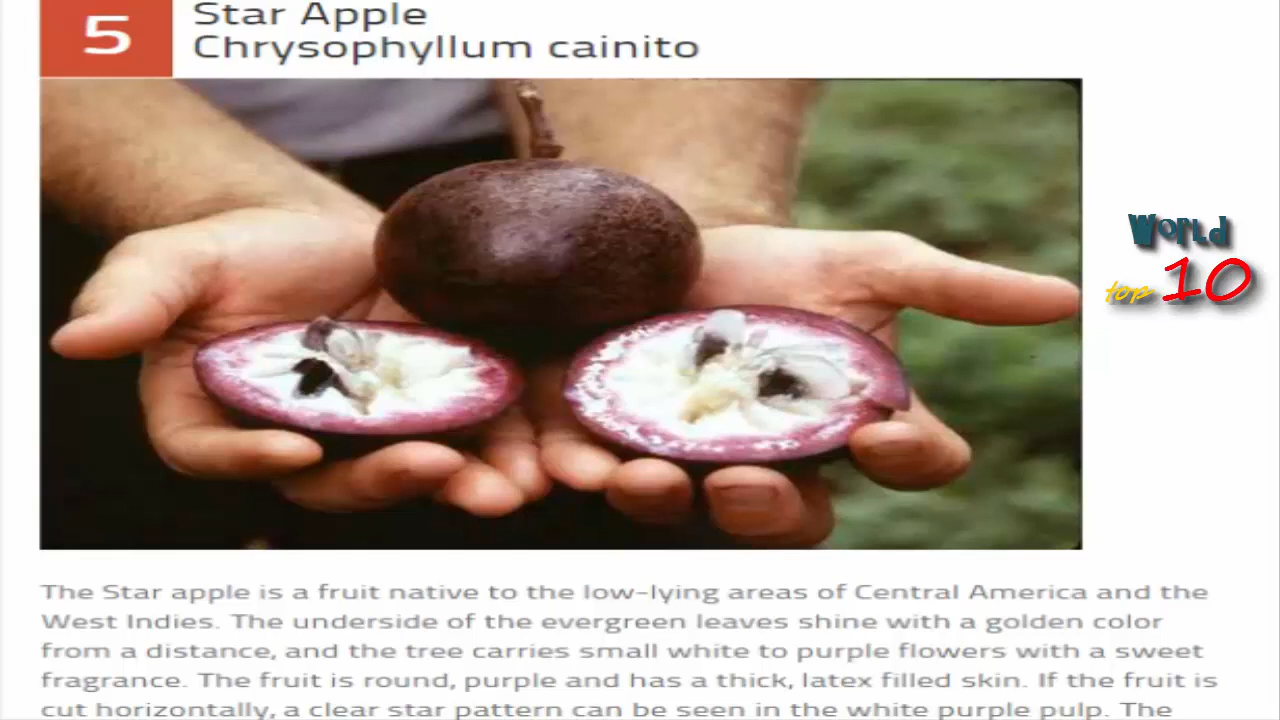 5
Star Apple
Chrysophyllum cainito
World
top 10
The Star apple is a fruit native to the low-lying areas of Central America and the
West Indies. The underside of the evergreen leaves shine with a golden color
from a distance, and the tree carries small white to purple flowers with a sweet
fragrance. The fruit is round, purple and has a thick, latex filled skin. If the fruit is
cut horizontally, a clear star pattern can be seen in the white purple pulp. The